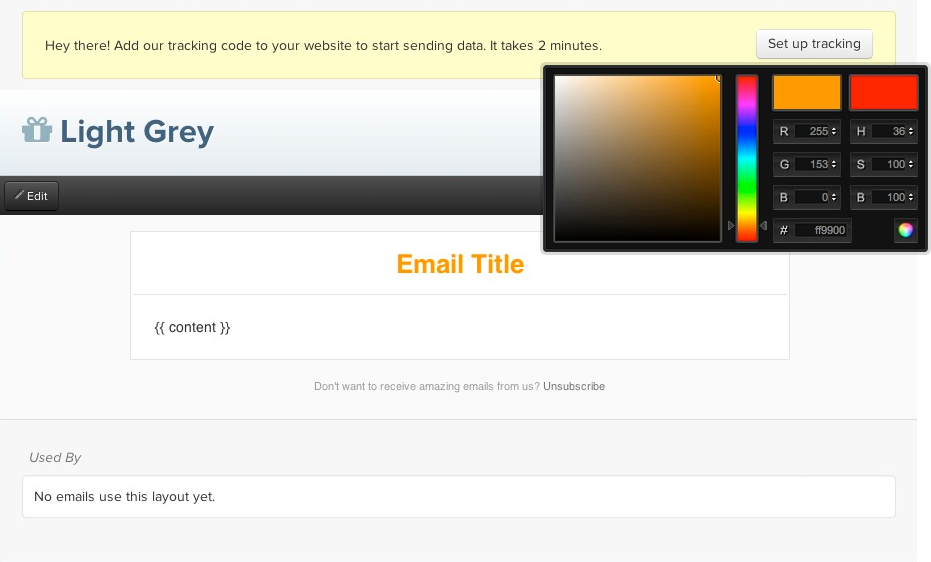 Hey there! Add our tracking code to your website to start sending data. It takes 2 minutes.
Set up tracking
Light Grey
Edit
R 255 H 36
G 153 S 100
B 0 B 100
# ff9900
Email Title
{{ content }}
Don't want to receive amazing emails from us? Unsubscribe
Used By
No emails use this layout yet.